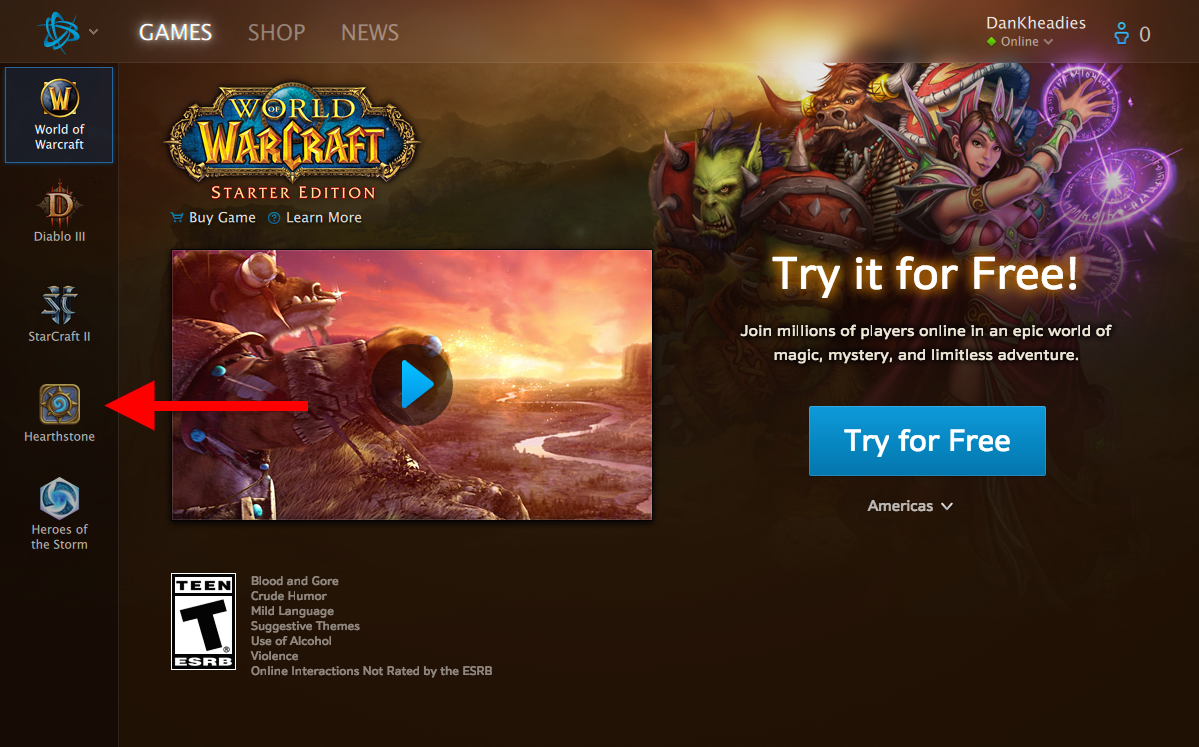 GAMES SHOP NEWS
DanKheadies
Online
0
World of
Warcraft
Diablo III
StarCraft II
Hearthstone
Heroes of
the Storm
WORLD
OF
WARCRAFT
STARTER EDITION
Buy Game Learn More
Try it for Free!
Join millions of players online in an epic world of
magic, mystery, and limitless adventure.
Try for Free
Americas
TEEN
T
ESRB
Blood and Gore
Crude Humor
Mild Language
Suggestive Themes
Use of Alcohol
Violence
Online Interactions Not Rated by the ESRB